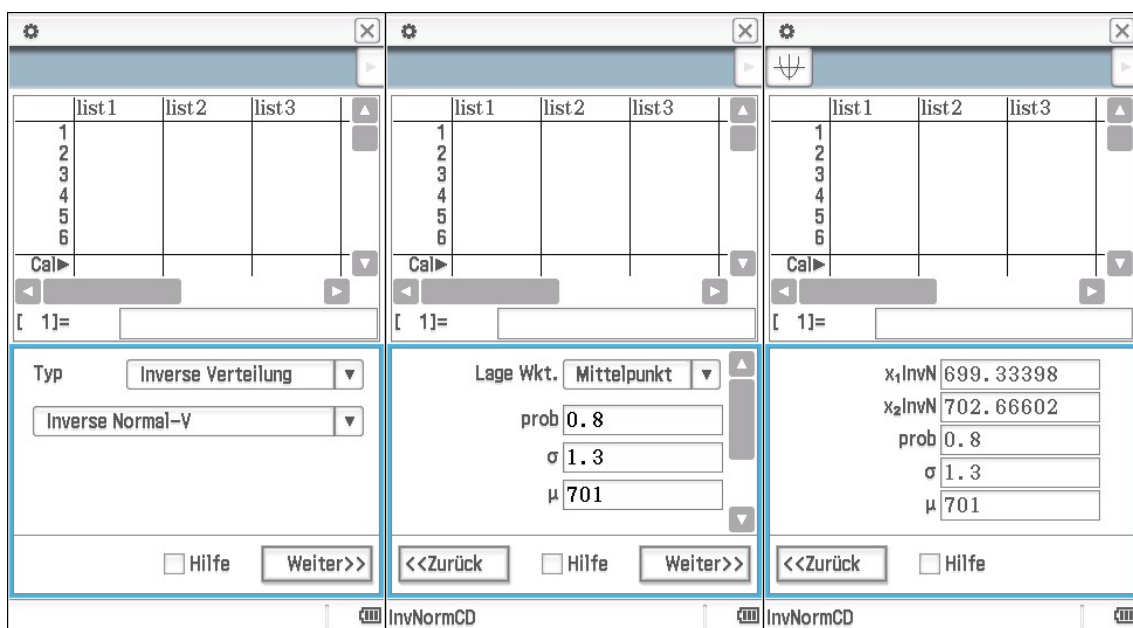 list1 list2 list3
1
2
3
4
5
6
Cal▶
[ 1]=
Typ Inverse Verteilung
Inverse Normal-V
Hilfe Weiter>>
list1 list2 list3
1
2
3
4
5
6
Cal▶
[ 1]=
Lage Wkt. Mittelpunkt
prob 0.8
σ 1.3
μ 701
<<Zurück Hilfe Weiter>>
InvNormCD
list1 list2 list3
1
2
3
4
5
6
Cal▶
[ 1]=
x₁InvN 699.33398
x₂InvN 702.66602
prob 0.8
σ 1.3
μ 701
<<Zurück Hilfe
InvNormCD